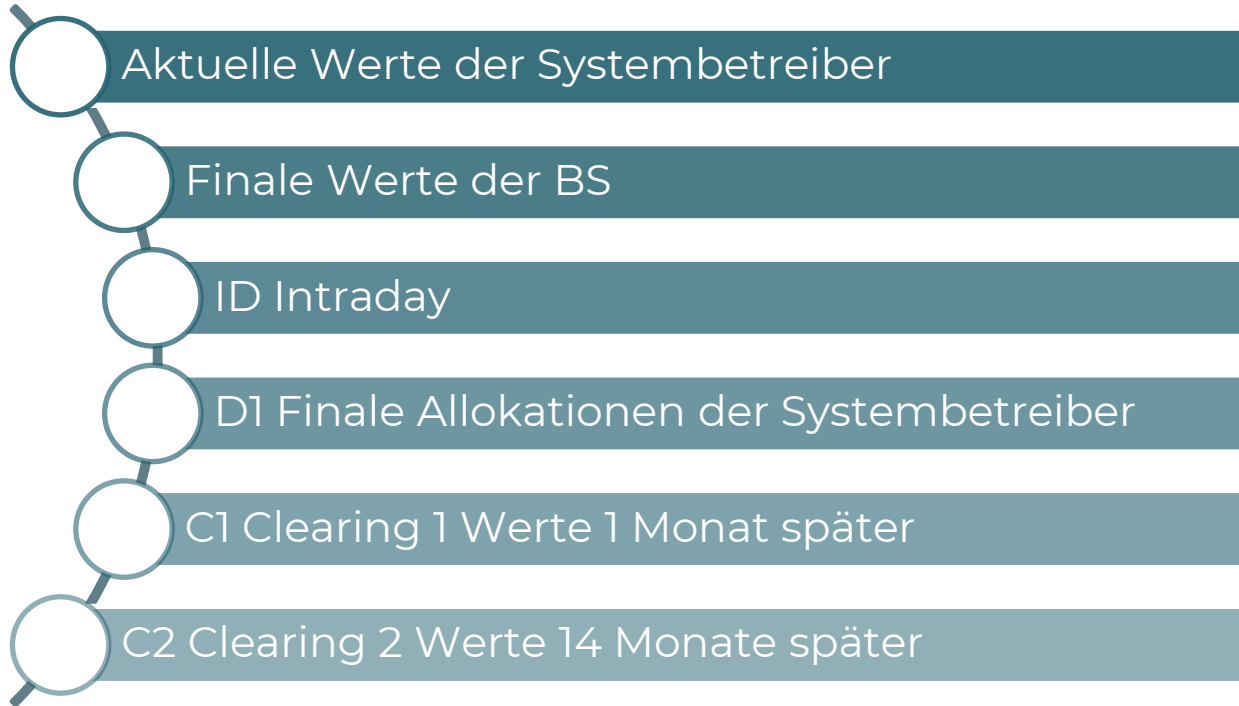 Aktuelle Werte der Systembetreiber
Finale Werte der BS
ID Intraday
D1 Finale Allokationen der Systembetreiber
C1 Clearing 1 Werte 1 Monat später
C2 Clearing 2 Werte 14 Monate später